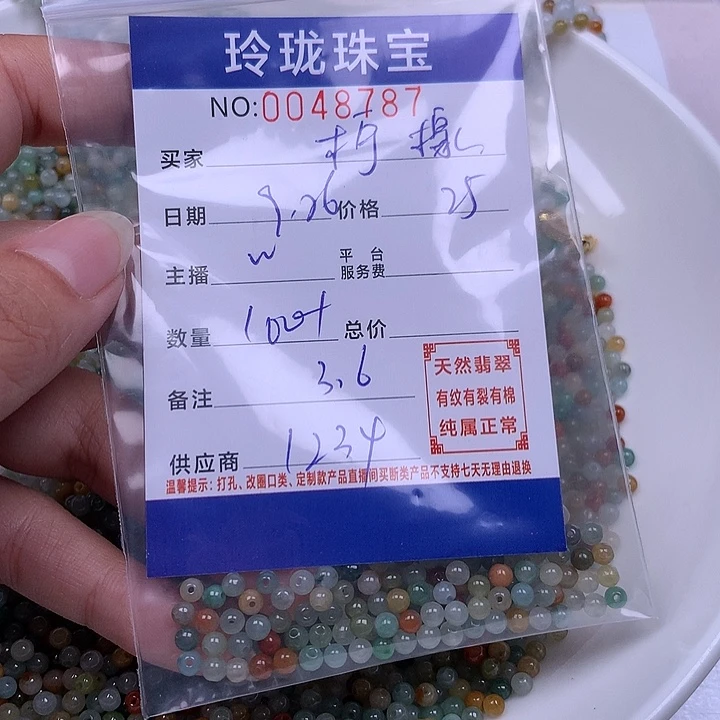 玲珑珠宝
NO:0048787
买家
日期 9.26 价格 25
主播 w 平台服务费
数量 100+ 总价
备注 3.6
供应商 1234
天然翡翠
有纹有裂有棉
纯属正常
温馨提示:打孔、改圈口类、定制款产品直播间买断类产品不支持七天无理由退换